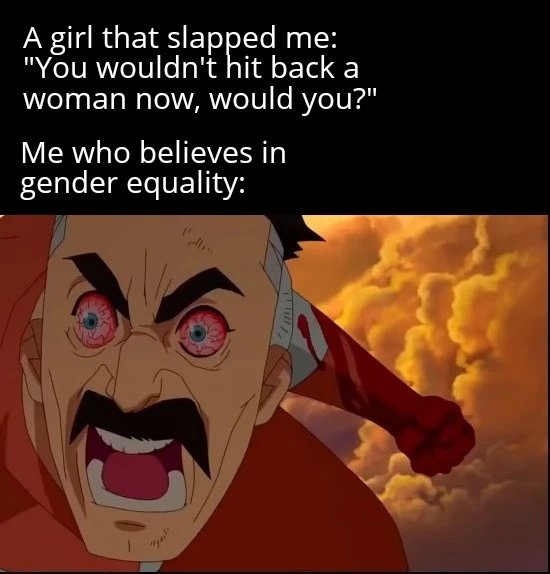 A girl that slapped me:
"You wouldn't hit back a
woman now, would you?"
Me who believes in
gender equality: